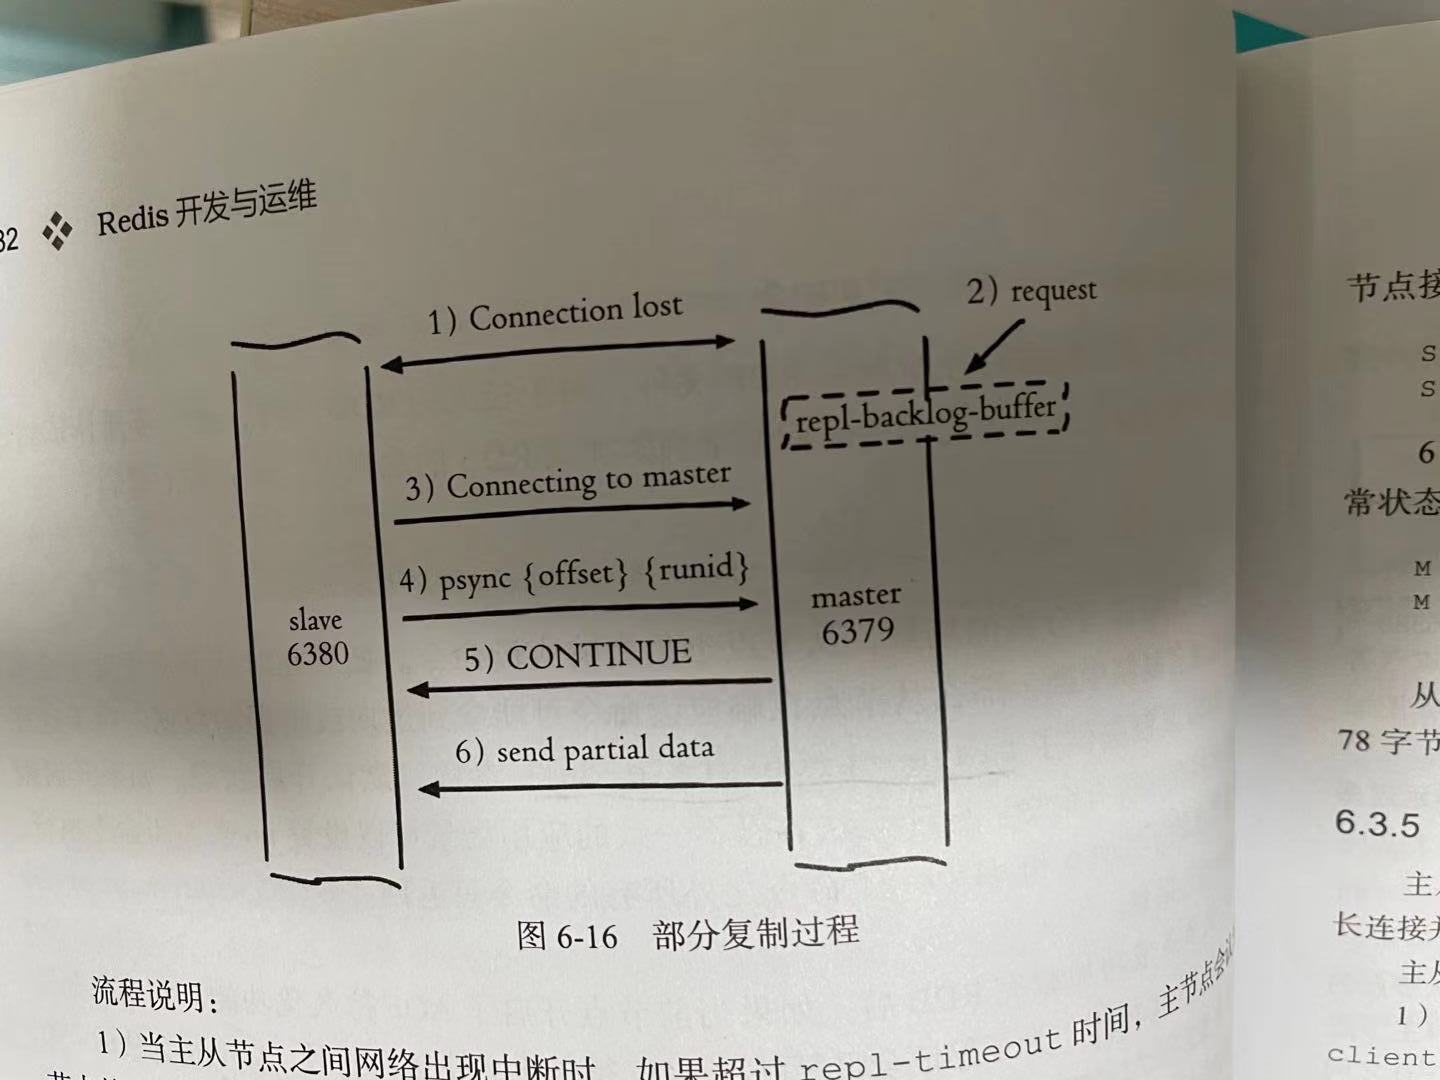 32 Redis 开发与运维
1) Connection lost
2) request
repl-backlog-buffer
3) Connecting to master
4) psync {offset} {runid}
slave
6380
master
6379
5) CONTINUE
6) send partial data
图 6-16 部分复制过程
流程说明:
1) 当主从节点之间网络出现中断时,如果超过 repl-timeout 时间,主节点会
节点接
S
S
6
常状态
M
M
从
78 字节
6.3.5
主
长连接并
主从
1)
client